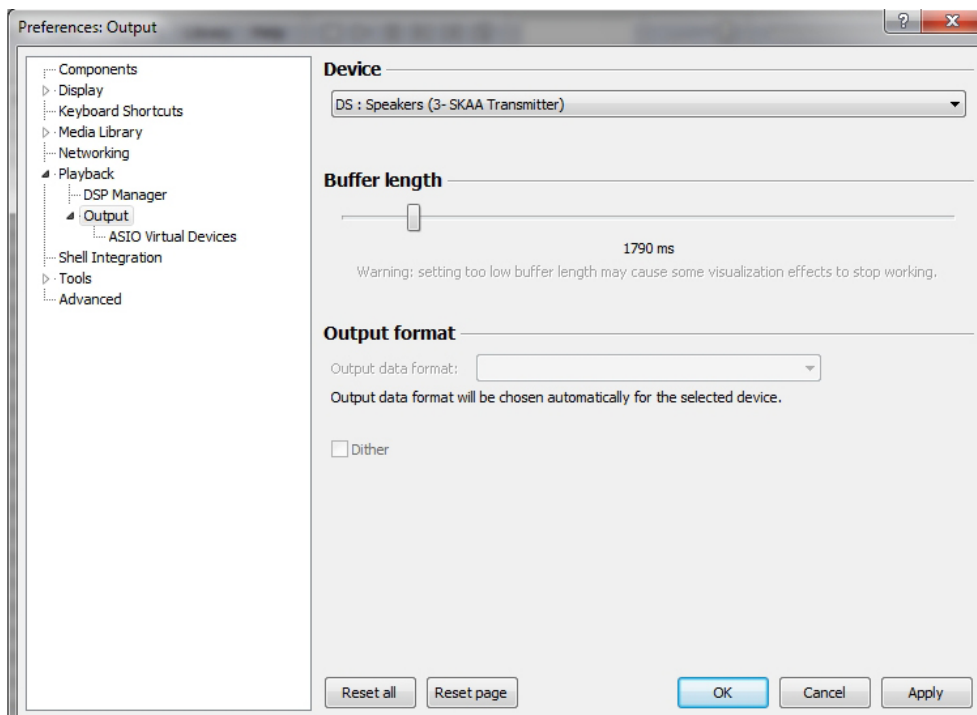 Preferences: Output
Components
Display
Keyboard Shortcuts
Media Library
Networking
Playback
DSP Manager
Output
ASIO Virtual Devices
Shell Integration
Tools
Advanced
Device
DS : Speakers (3- SKAA Transmitter)
Buffer length
1790 ms
Warning: setting too low buffer length may cause some visualization effects to stop working.
Output format
Output data format:
Output data format will be chosen automatically for the selected device.
Dither
Reset all
Reset page
OK
Cancel
Apply